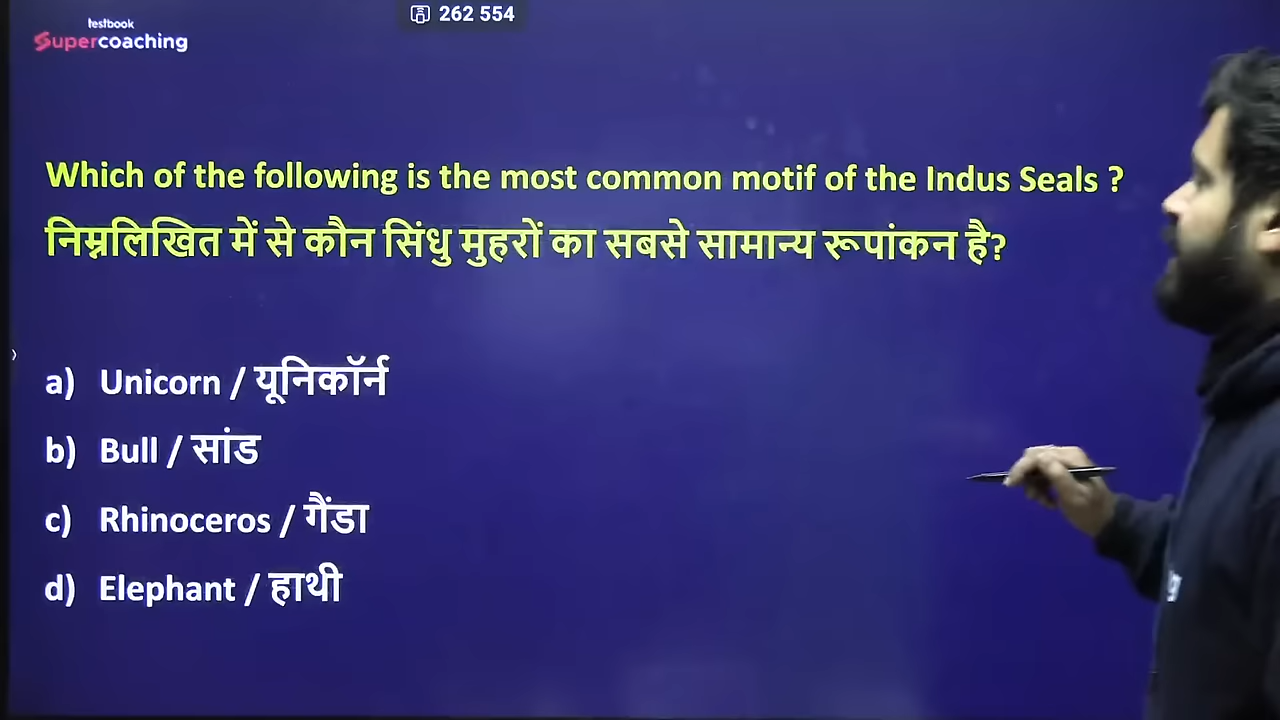 testbook
Supercoaching
262 554
Which of the following is the most common motif of the Indus Seals ?
निम्नलिखित में से कौन सिंधु मुहरों का सबसे सामान्य रूपांकन है?
a) Unicorn / यूनिकॉर्न
b) Bull / सांड
c) Rhinoceros / गैंडा
d) Elephant / हाथी